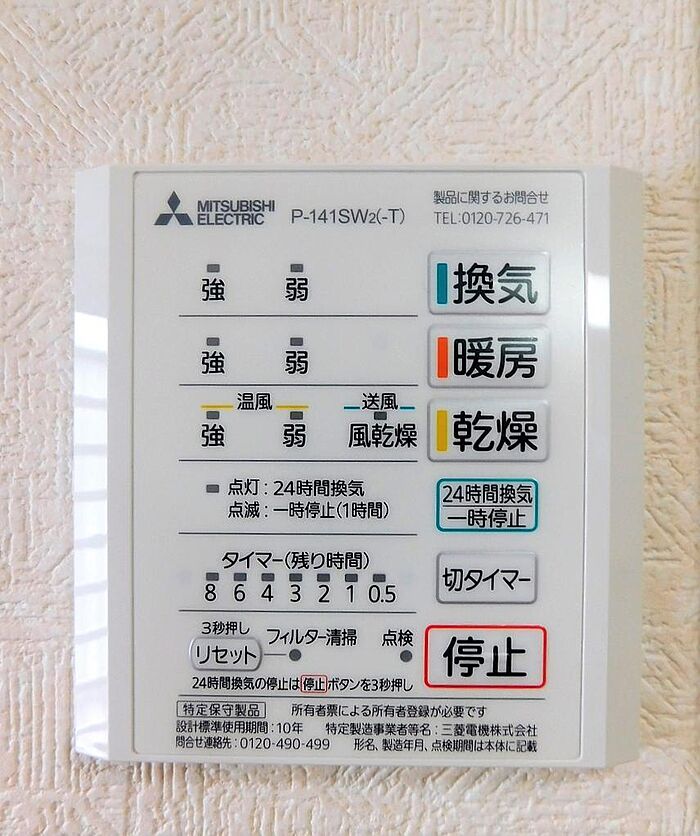 MITSUBISHI ELECTRIC P-141SW2(-T)
製品に関するお問合せ
TEL:0120-726-471
強 弱 換気
強 弱 暖房
温風 送風
強 弱 風乾燥 乾燥
点灯：24時間換気
点滅：一時停止(1時間)
24時間換気
一時停止
タイマー(残り時間)
8 6 4 3 2 1 0.5
切タイマー
3秒押し
リセット フィルター清掃 点検
停止
24時間換気の停止は停止ボタンを3秒押し
特定保守製品 所有者票による所有者登録が必要です
設計標準使用期間：10年 特定製造事業者等名：三菱電機株式会社
問合せ連絡先：0120-490-499 形名、製造年月、点検期間は本体に記載